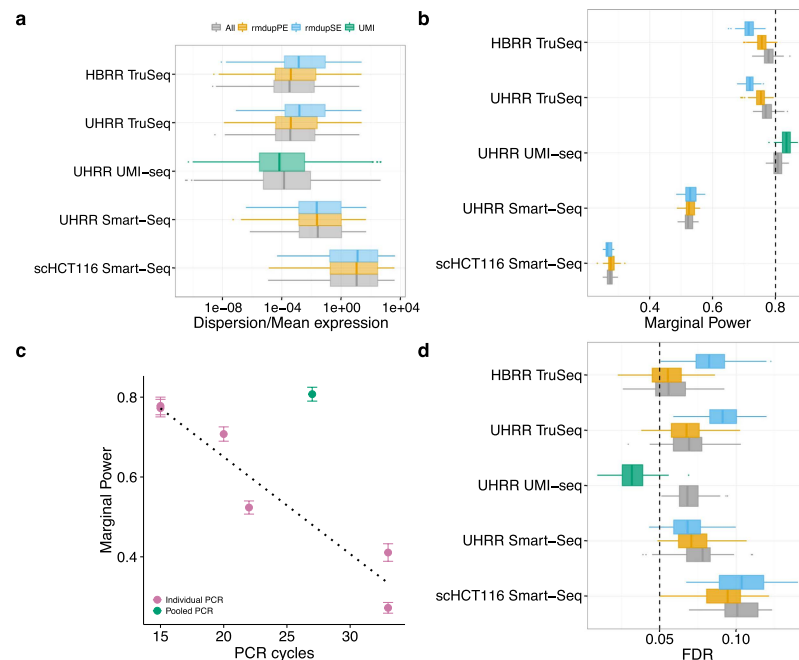 a
All rmdupPE rmdupSE UMI
HBRR TruSeq
UHRR TruSeq
UHRR UMI−seq
UHRR Smart−Seq
scHCT116 Smart−Seq
1e−08 1e−04 1e+00 1e+04
Dispersion/Mean expression
b
HBRR TruSeq
UHRR TruSeq
UHRR UMI−seq
UHRR Smart−Seq
scHCT116 Smart−Seq
0.4 0.6 0.8
Marginal Power
c
Marginal Power
0.8
0.6
0.4
Individual PCR
Pooled PCR
15 20 25 30
PCR cycles
d
HBRR TruSeq
UHRR TruSeq
UHRR UMI−seq
UHRR Smart−Seq
scHCT116 Smart−Seq
0.05 0.10
FDR